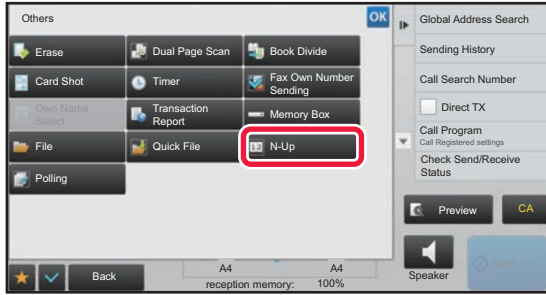 Others
OK
Erase
Dual Page Scan
Book Divide
Card Shot
Timer
Fax Own Number
Sending
Own Name
Select
Transaction
Report
Memory Box
File
Quick File
12
N-Up
Polling
Back
A4
A4
reception memory:
100%
Global Address Search
Sending History
Call Search Number
Direct TX
Call Program
Call Registered settings
Check Send/Receive
Status
Preview
CA
Speaker
Start